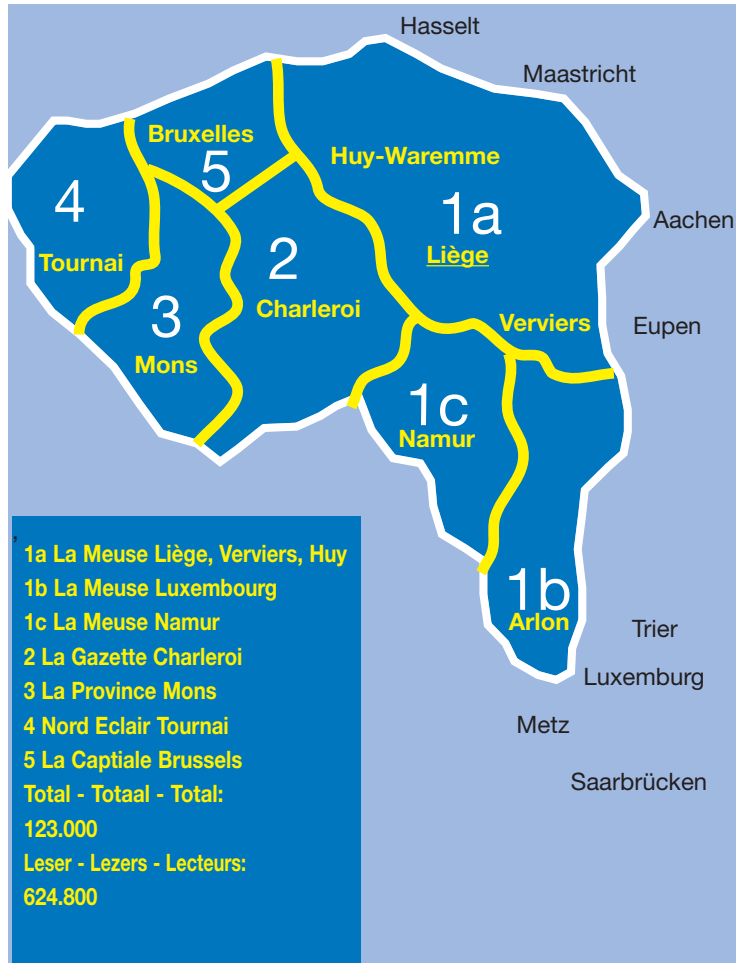 Hasselt
Maastricht
Bruxelles
5
Huy-Waremme
4
1a
Aachen
Tournai
2
Liège
Charleroi
3
Verviers
Eupen
Mons
1c
Namur
,
1a La Meuse Liège, Verviers, Huy
1b La Meuse Luxembourg
1c La Meuse Namur
2 La Gazette Charleroi
3 La Province Mons
4 Nord Eclair Tournai
5 La Captiale Brussels
Total - Totaal - Total:
123.000
Leser - Lezers - Lecteurs:
624.800
1b
Arlon
Trier
Luxemburg
Metz
Saarbrücken